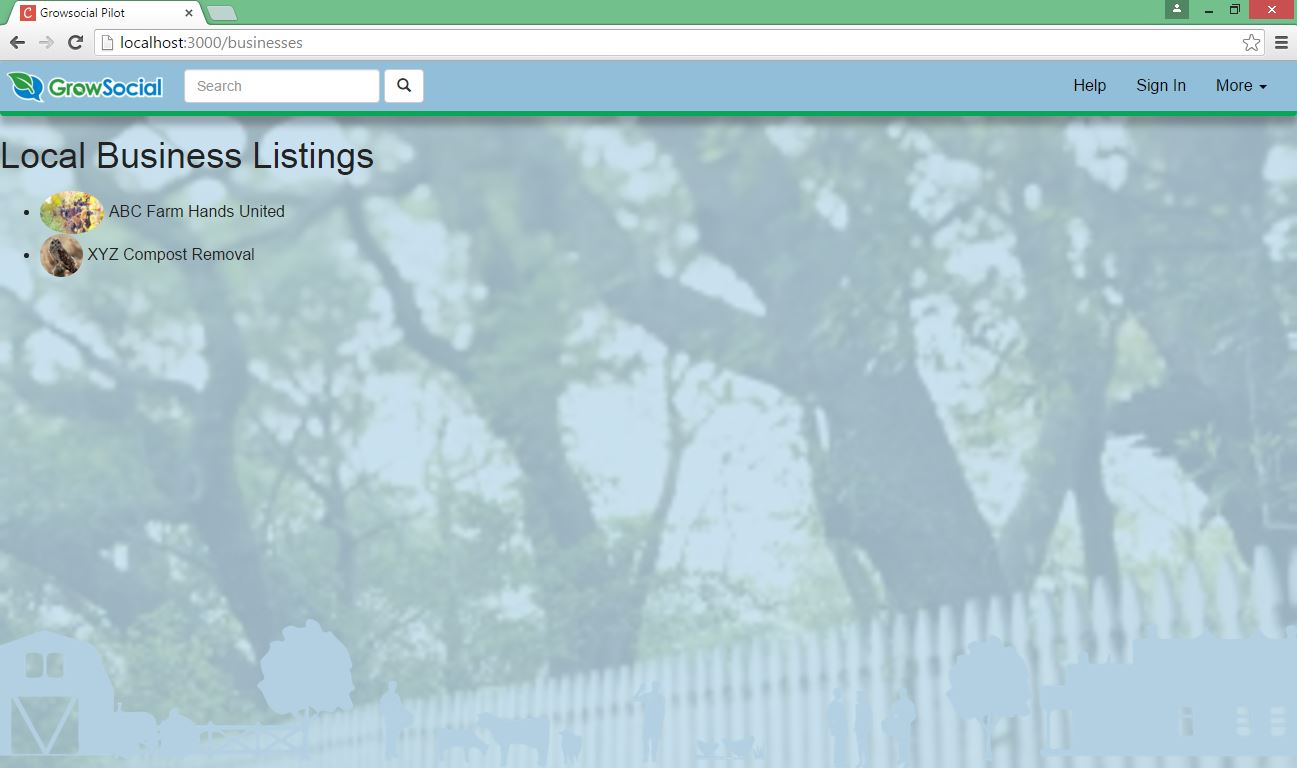 Growsocial Pilot
localhost:3000/businesses
GrowSocial
Search
Help
Sign In
More
Local Business Listings
ABC Farm Hands United
XYZ Compost Removal